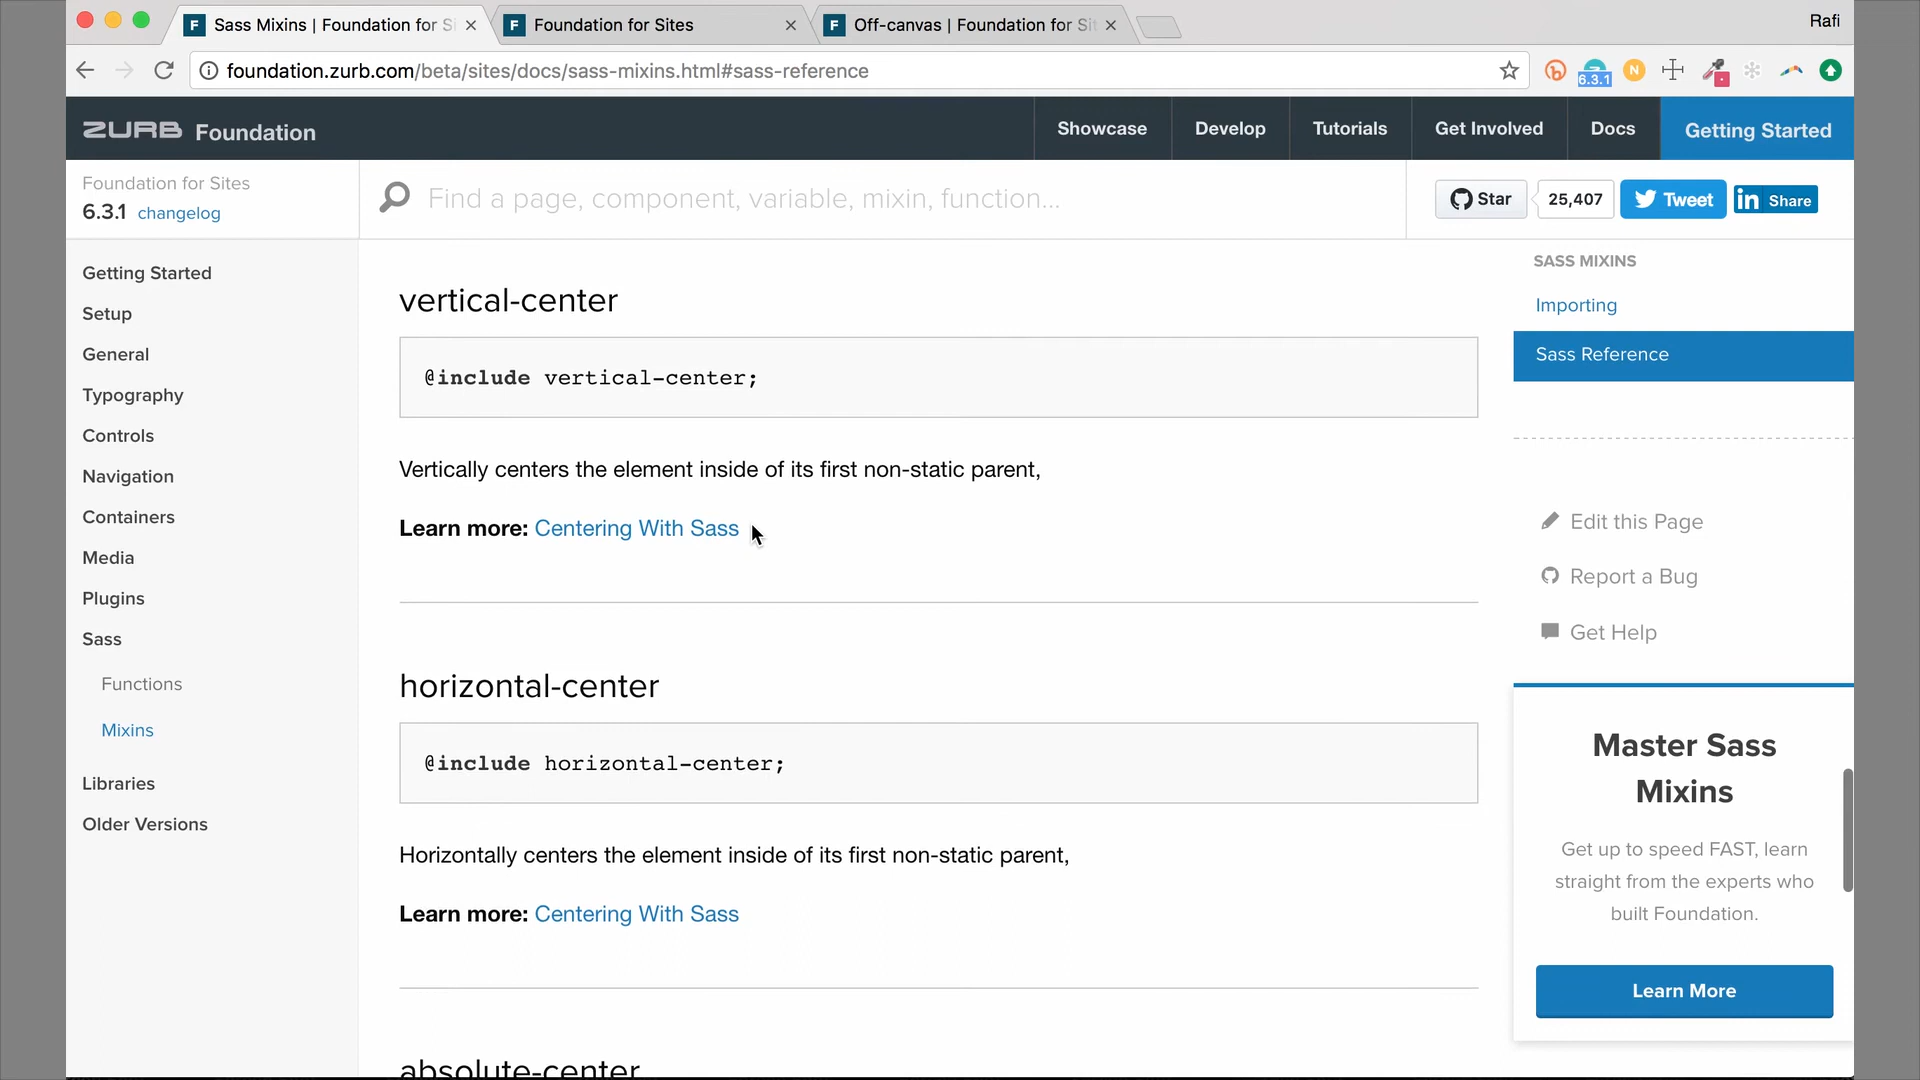 Sass Mixins | Foundation for Si
Foundation for Sites
Off-canvas | Foundation for Sit
Rafi
foundation.zurb.com/beta/sites/docs/sass-mixins.html#sass-reference
6.3.1
N
ZURB Foundation
Showcase
Develop
Tutorials
Get Involved
Docs
Getting Started
Foundation for Sites
6.3.1 changelog
Find a page, component, variable, mixin, function...
Star
25,407
Tweet
in Share
Getting Started
Setup
General
Typography
Controls
Navigation
Containers
Media
Plugins
Sass
Functions
Mixins
Libraries
Older Versions
vertical-center
@include vertical-center;
Vertically centers the element inside of its first non-static parent,
Learn more: Centering With Sass
horizontal-center
@include horizontal-center;
Horizontally centers the element inside of its first non-static parent,
Learn more: Centering With Sass
absolute-center
SASS MIXINS
Importing
Sass Reference
Edit this Page
Report a Bug
Get Help
Master Sass
Mixins
Get up to speed FAST, learn
straight from the experts who
built Foundation.
Learn More